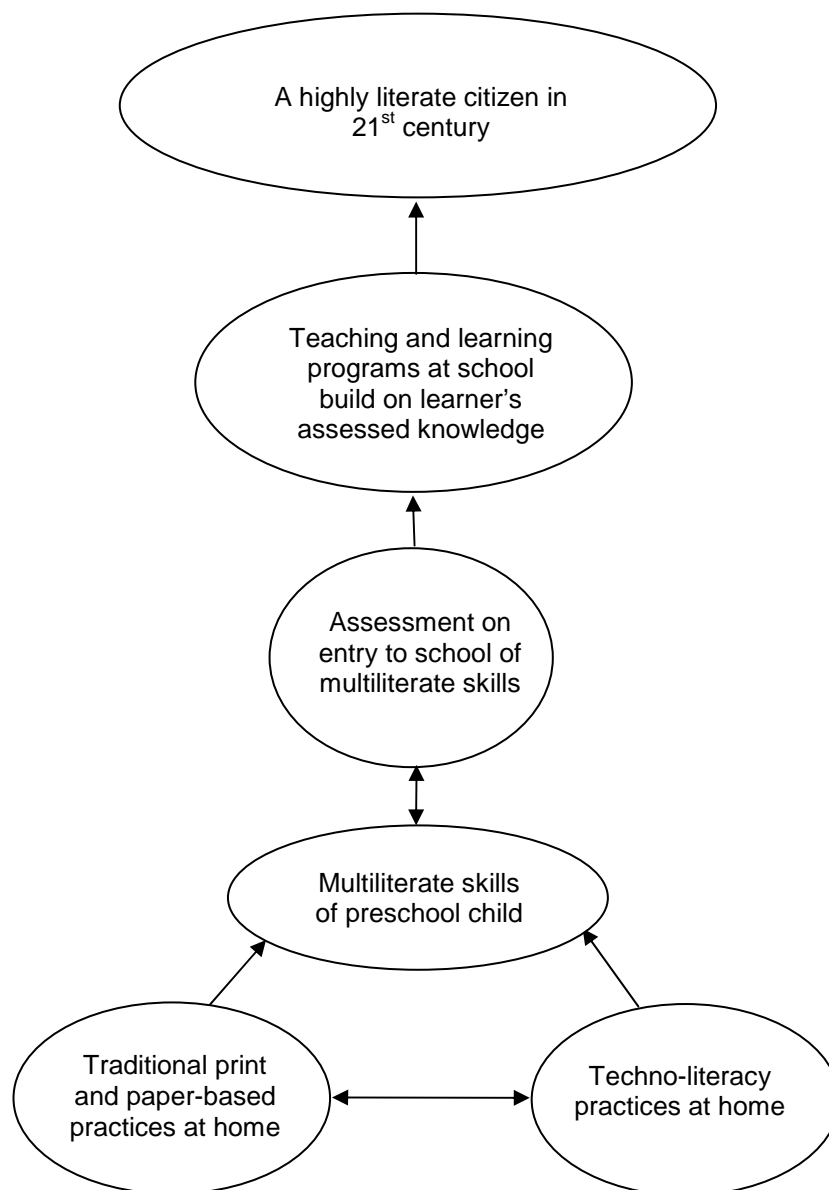 A highly literate citizen in
21st century
Teaching and learning
programs at school
build on learner’s
assessed knowledge
Assessment on
entry to school of
multiliterate skills
Multiliterate skills
of preschool child
Traditional print
and paper-based
practices at home
Techno-literacy
practices at home